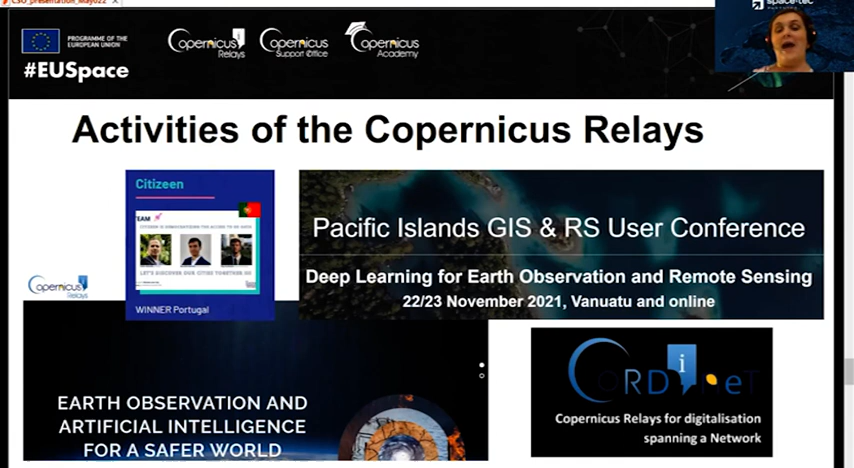 CSO_presentation_May022
PROGRAMME OF THE
EUROPEAN UNION
#EUSpace
Copernicus
Relays
Copernicus
Support Office
Copernicus
Academy
space-tec
Activities of the Copernicus Relays
Citizeen
TEAM
LET'S DISCOVER OUR CITIES TOGETHER
WINNER Portugal
Pacific Islands GIS & RS User Conference
Deep Learning for Earth Observation and Remote Sensing
22/23 November 2021, Vanuatu and online
Copernicus
Relays
EARTH OBSERVATION AND
ARTIFICIAL INTELLIGENCE
FOR A SAFER WORLD
CORDiNeT
Copernicus Relays for digitalisation
spanning a Network